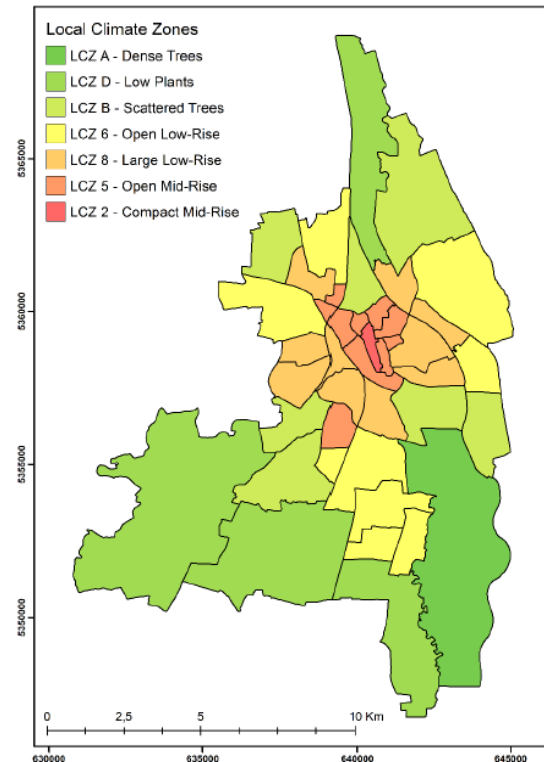 Local Climate Zones
LCZ A - Dense Trees
LCZ D - Low Plants
LCZ B - Scattered Trees
LCZ 6 - Open Low-Rise
LCZ 8 - Large Low-Rise
LCZ 5 - Open Mid-Rise
LCZ 2 - Compact Mid-Rise
5365000
5360000
5355000
5350000
0 2,5 5 10 Km
630000 635000 640000 645000